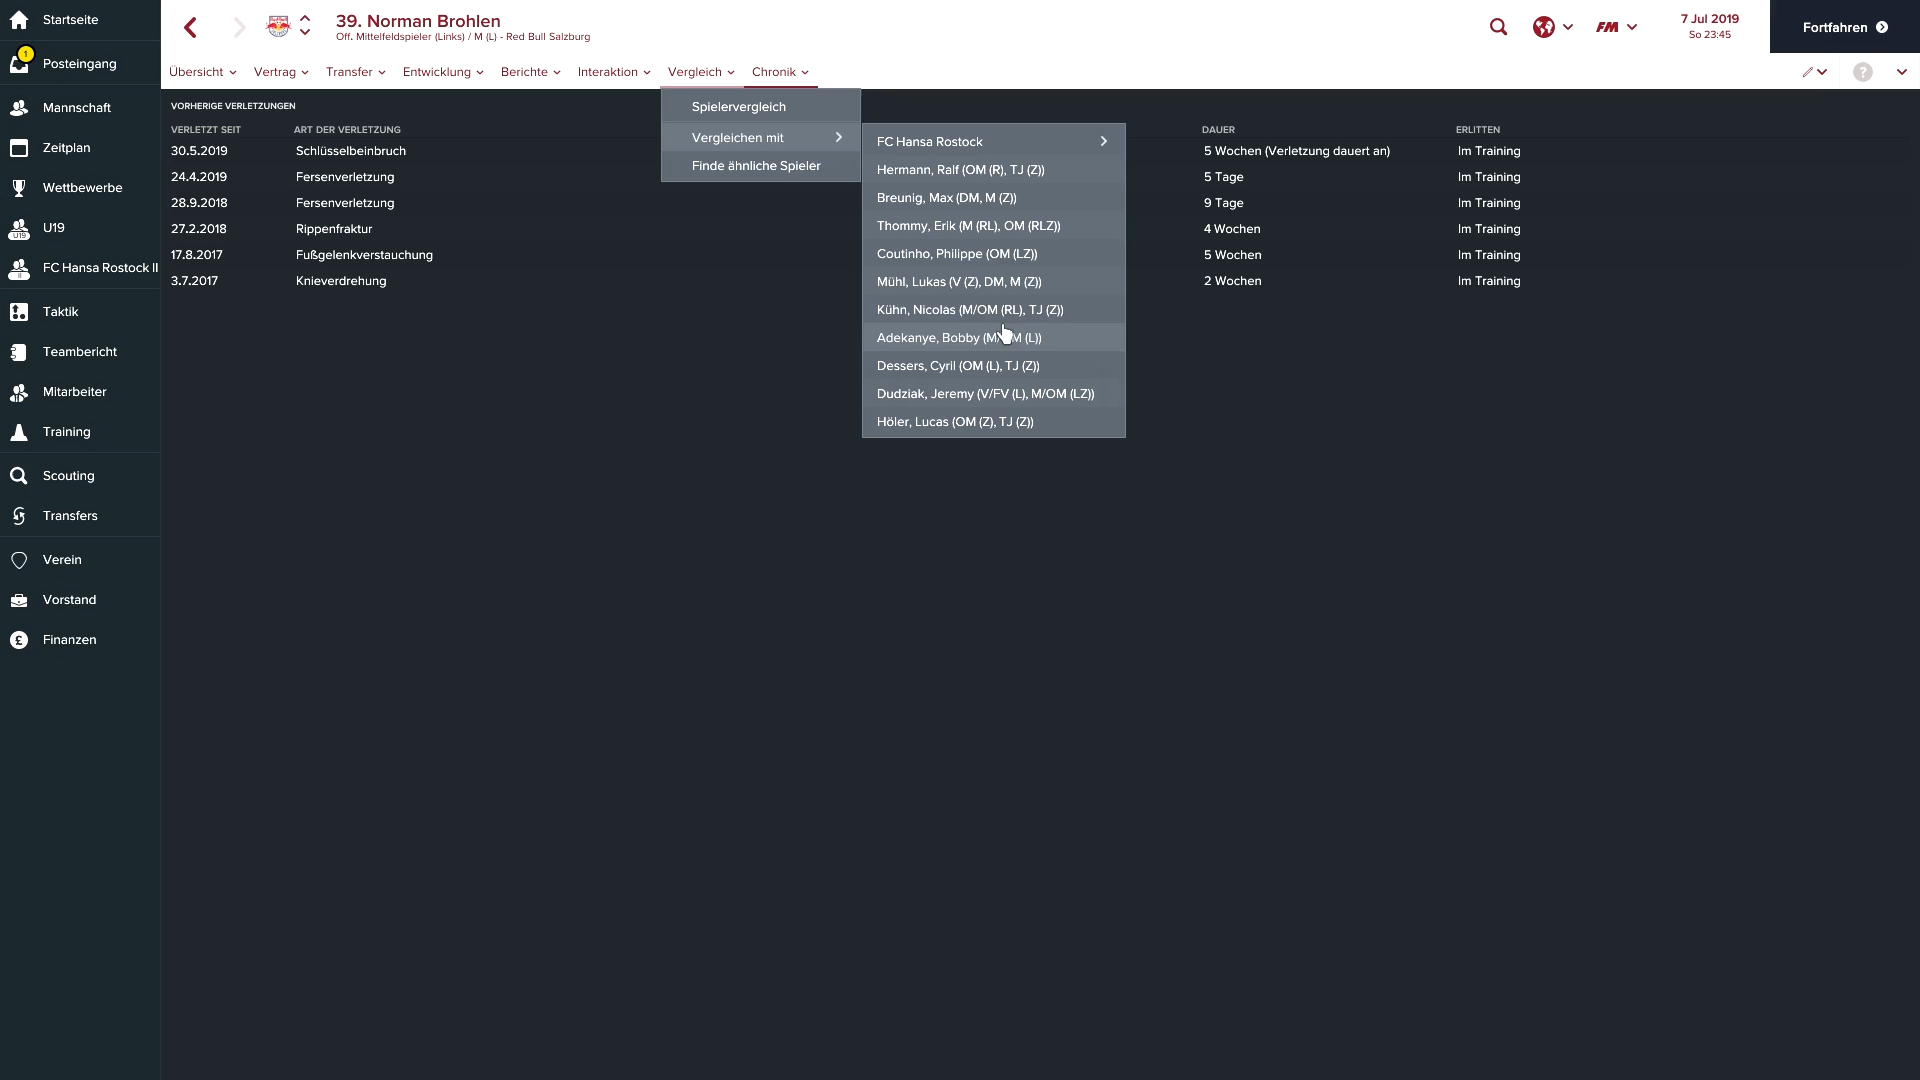 Startseite
1
Posteingang
Mannschaft
Zeitplan
Wettbewerbe
U19
U19
FC Hansa Rostock II
II
Taktik
Teambericht
Mitarbeiter
Training
Scouting
Transfers
Verein
Vorstand
£
Finanzen
39. Norman Brohlen
Off. Mittelfeldspieler (Links) / M (L) - Red Bull Salzburg
FM
7 Jul 2019
So 23:45
Fortfahren
Übersicht
Vertrag
Transfer
Entwicklung
Berichte
Interaktion
Vergleich
Chronik
?
VORHERIGE VERLETZUNGEN
VERLETZT SEIT ART DER VERLETZUNG DAUER ERLITTEN
30.5.2019 Schlüsselbeinbruch 5 Wochen (Verletzung dauert an) Im Training
24.4.2019 Fersenverletzung 5 Tage Im Training
28.9.2018 Fersenverletzung 9 Tage Im Training
27.2.2018 Rippenfraktur 4 Wochen Im Training
17.8.2017 Fußgelenkverstauchung 5 Wochen Im Training
3.7.2017 Knieverdrehung 2 Wochen Im Training
Spielervergleich
Vergleichen mit
Finde ähnliche Spieler
FC Hansa Rostock
Hermann, Ralf (OM (R), TJ (Z))
Breunig, Max (DM, M (Z))
Thommy, Erik (M (RL), OM (RLZ))
Coutinho, Philippe (OM (LZ))
Mühl, Lukas (V (Z), DM, M (Z))
Kühn, Nicolas (M/OM (RL), TJ (Z))
Adekanye, Bobby (L))
Dessers, Cyril (OM (L), TJ (Z))
Dudziak, Jeremy (V/FV (L), M/OM (LZ))
Höler, Lucas (OM (Z), TJ (Z))